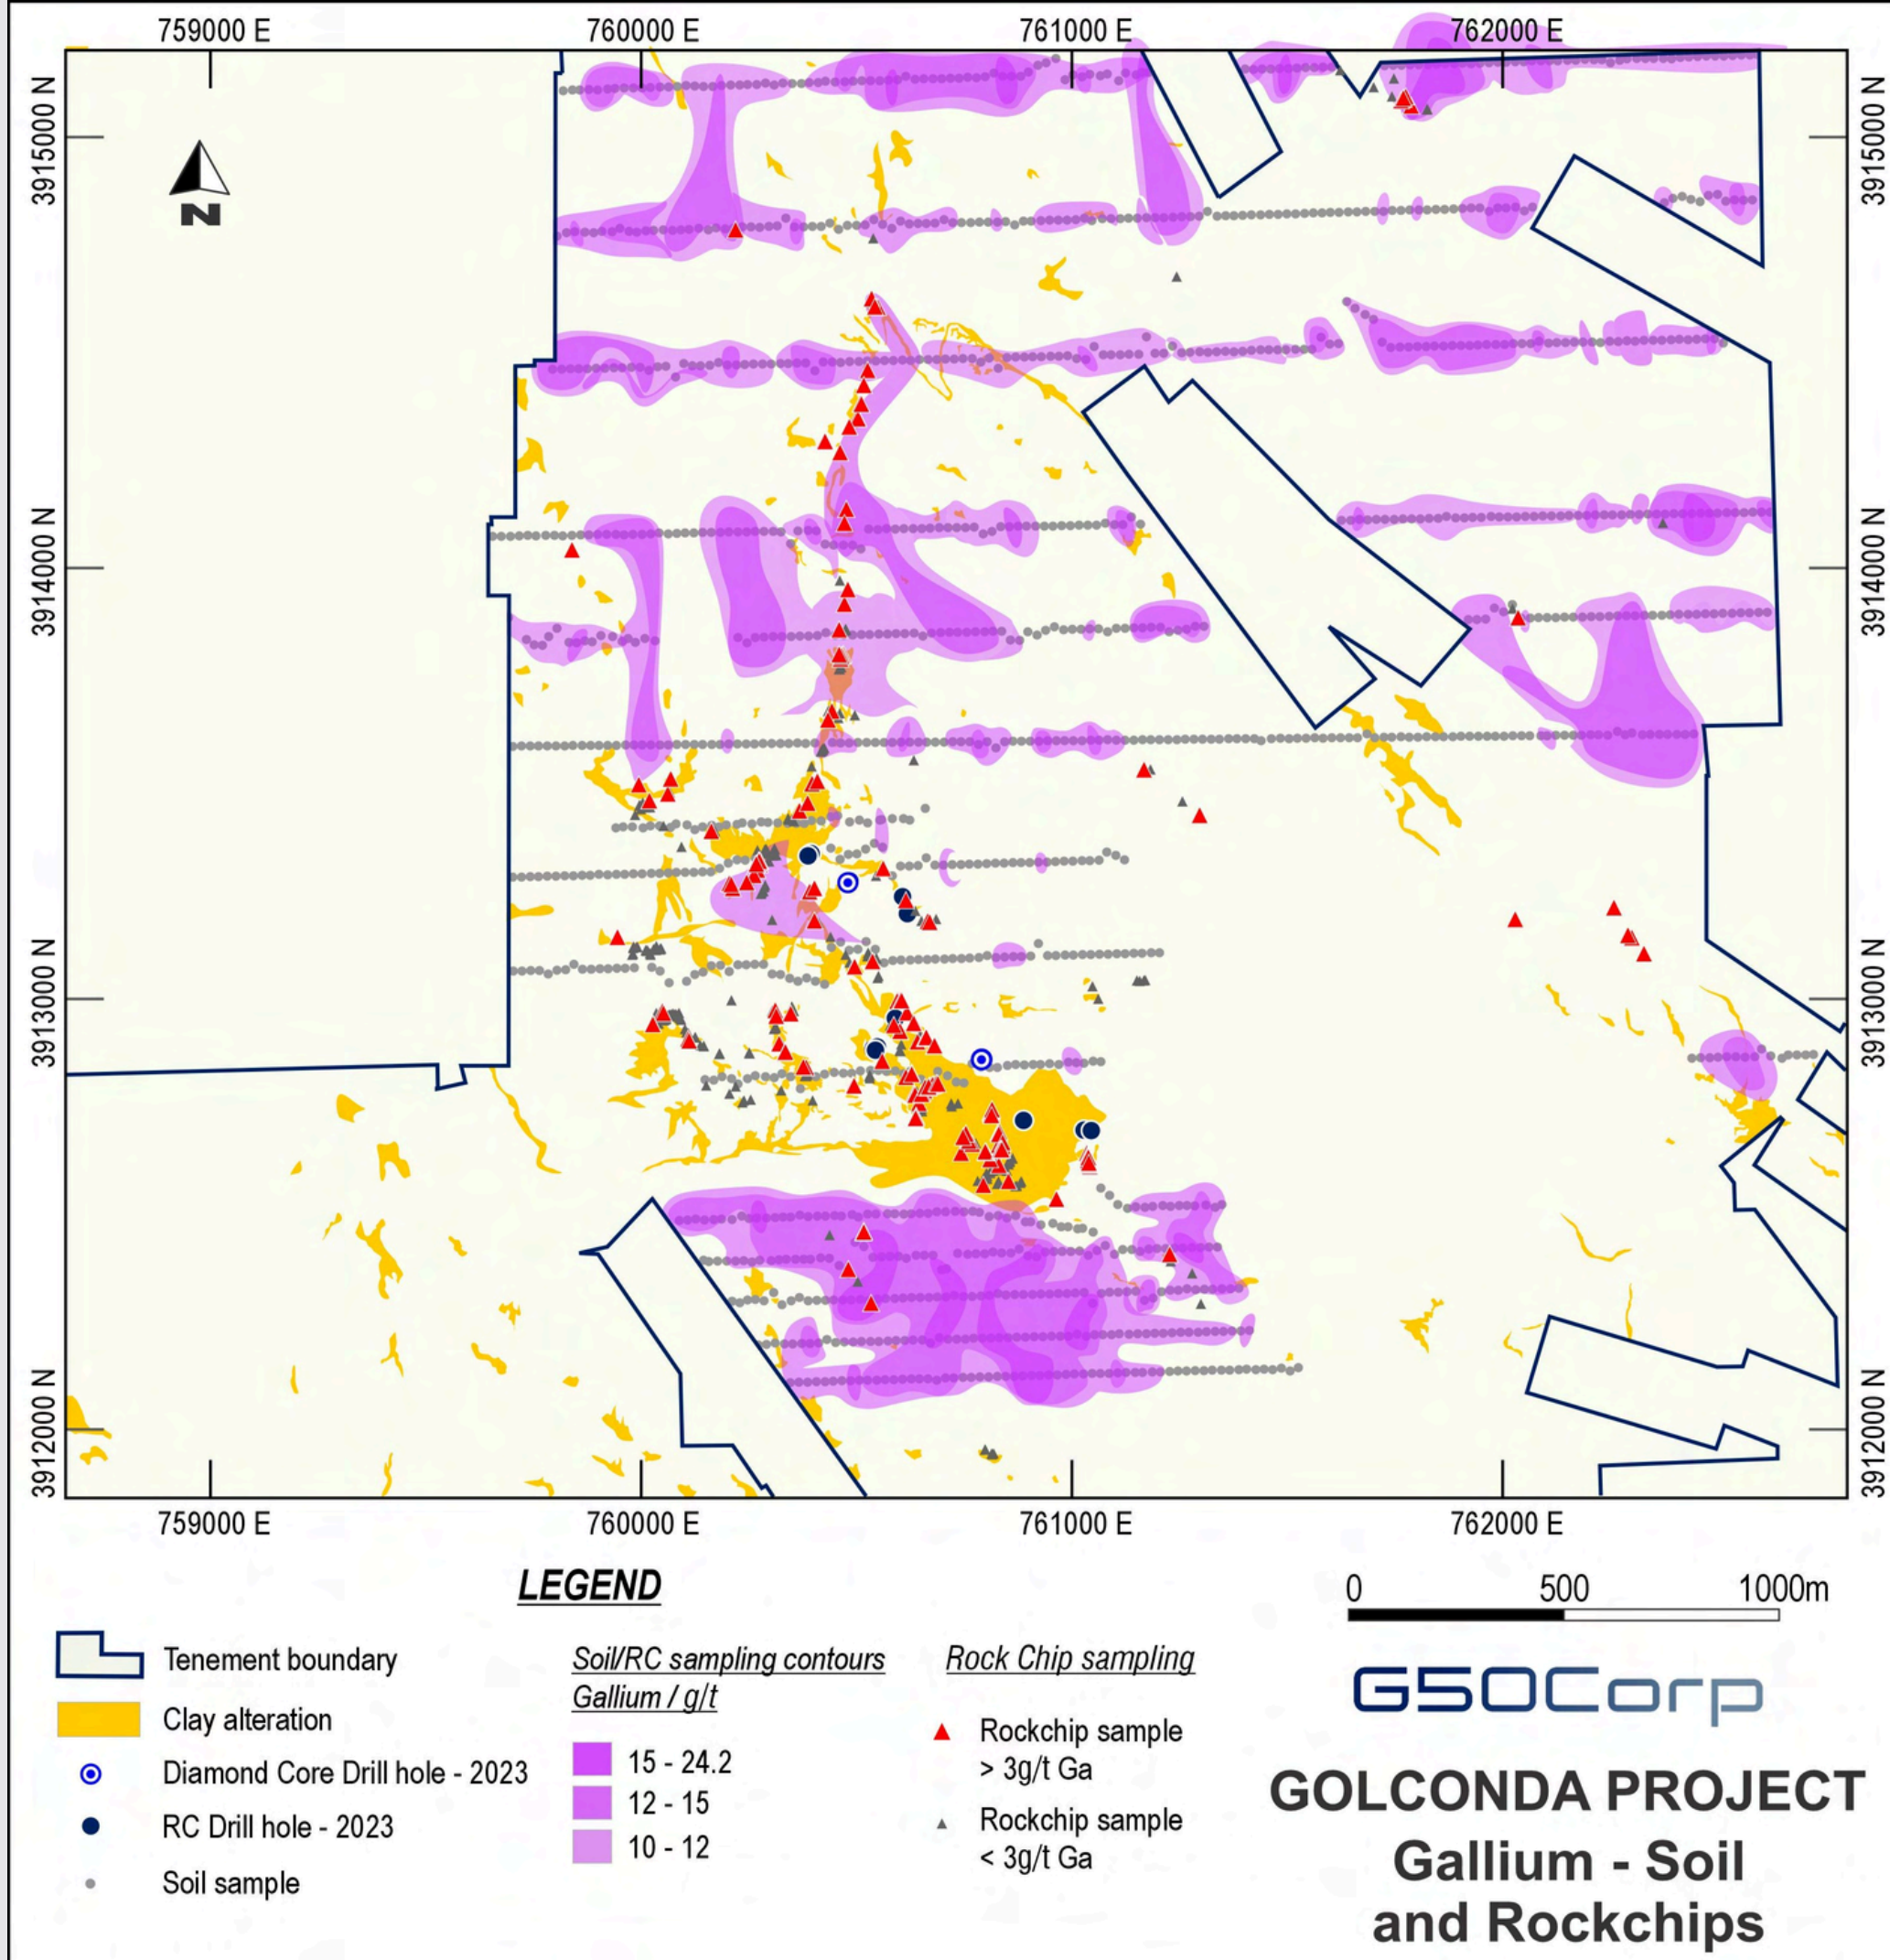 759000 E
760000 E
761000 E
762000 E
3915000 N
3915000 N
N
3914000 N
3914000 N
3913000 N
3913000 N
3912000 N
3912000 N
759000 E
760000 E
761000 E
762000 E
LEGEND
Tenement boundary
Clay alteration
Diamond Core Drill hole - 2023
RC Drill hole - 2023
Soil sample
Soil/RC sampling contours
Gallium / g/t
15 - 24.2
12 - 15
10 - 12
Rock Chip sampling
Rockchip sample
> 3g/t Ga
Rockchip sample
< 3g/t Ga
0 500 1000m
G50Corp
GOLCONDA PROJECT
Gallium - Soil
and Rockchips